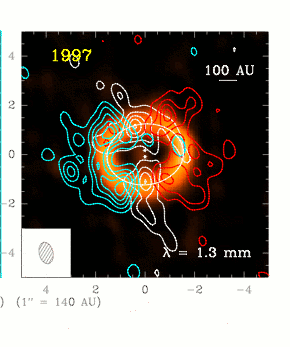 1997
100 AU
4
2
0
-2
-4
λ = 1.3 mm
4 2 0 -2 -4
) (1" = 140 AU)